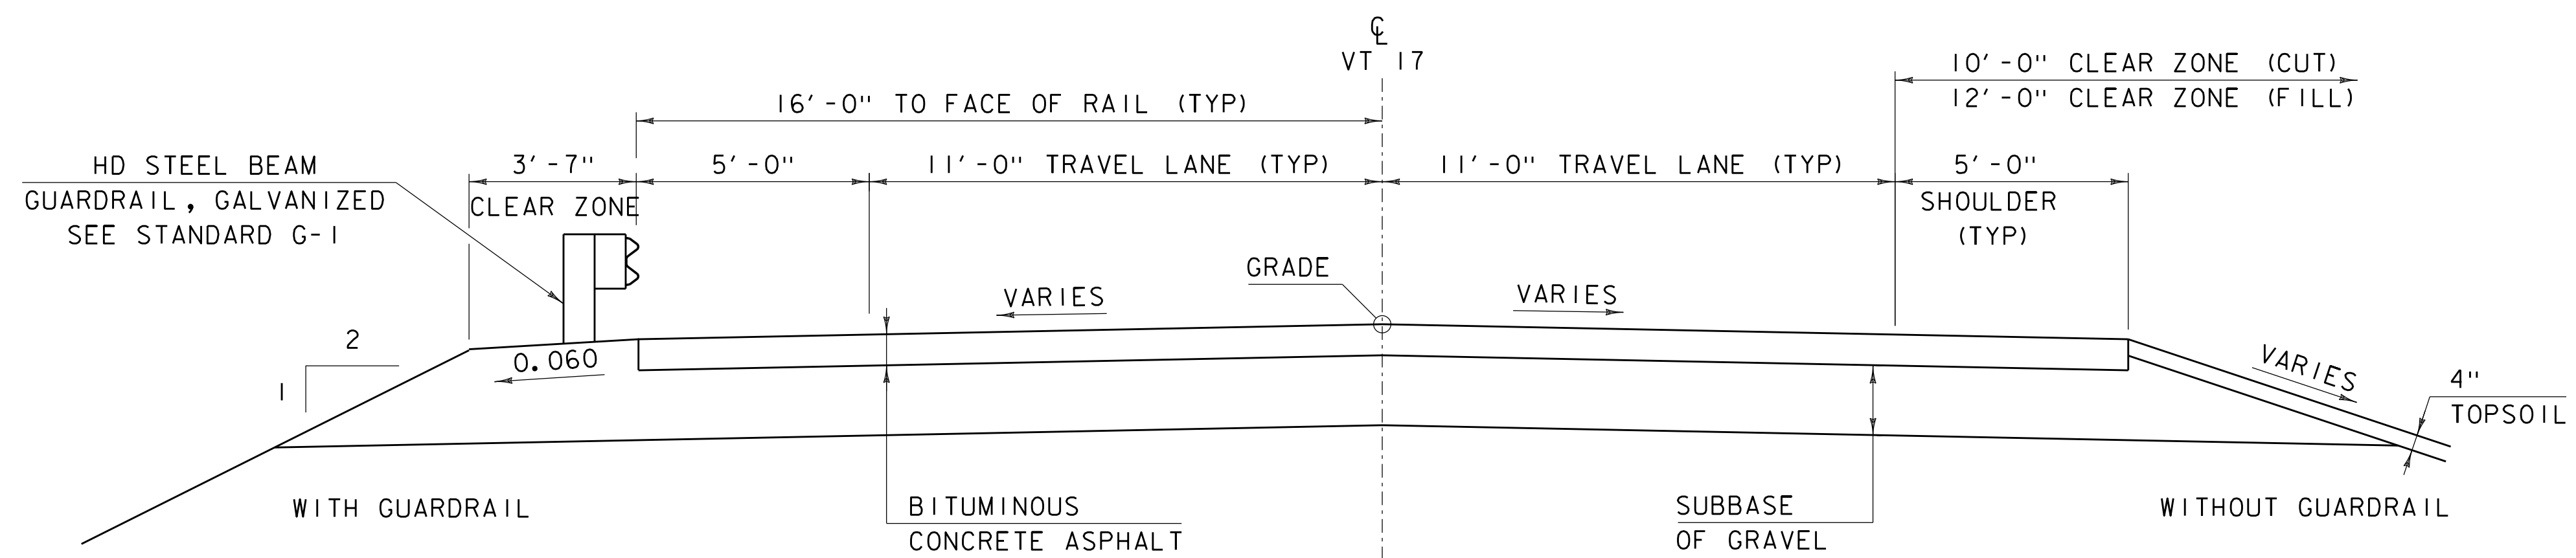 ℄
VT 17
10'-0" CLEAR ZONE (CUT)
12'-0" CLEAR ZONE (FILL)
16'-0" TO FACE OF RAIL (TYP)
HD STEEL BEAM
GUARDRAIL, GALVANIZED
SEE STANDARD G-1
3'-7"
CLEAR ZONE
5'-0"
11'-0" TRAVEL LANE (TYP)
11'-0" TRAVEL LANE (TYP)
5'-0"
SHOULDER
(TYP)
GRADE
VARIES
VARIES
2
1
0.060
VARIES
4"
TOPSOIL
WITH GUARDRAIL
BITUMINOUS
CONCRETE ASPHALT
SUBBASE
OF GRAVEL
WITHOUT GUARDRAIL